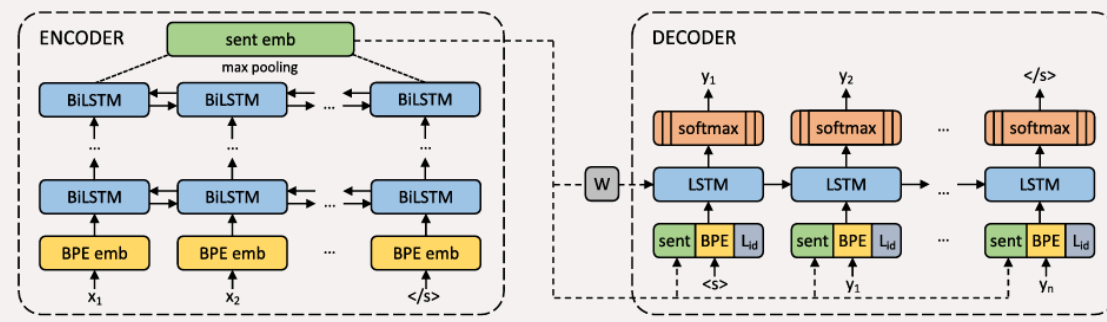 ENCODER
sent emb
max pooling
BiLSTM BiLSTM ... BiLSTM
... ... ...
BiLSTM BiLSTM ... BiLSTM
BPE emb BPE emb ... BPE emb
x₁ x₂ </s>
W
DECODER
y₁ y₂ </s>
softmax softmax ... softmax
LSTM LSTM ... LSTM
sent BPE Lid sent BPE Lid ... sent BPE Lid
<s> y₁ yₙ